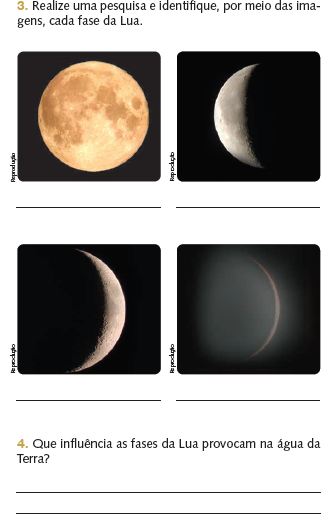 3. Realize uma pesquisa e identifique, por meio das ima-
gens, cada fase da Lua.
Reprodução
Reprodução
Reprodução
Reprodução
4. Que influência as fases da Lua provocam na água da
Terra?